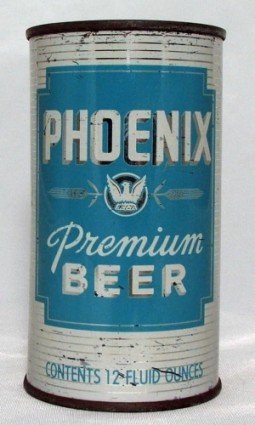 PHOENIX
Premium
BEER
CONTENTS 12 FLUID OUNCES